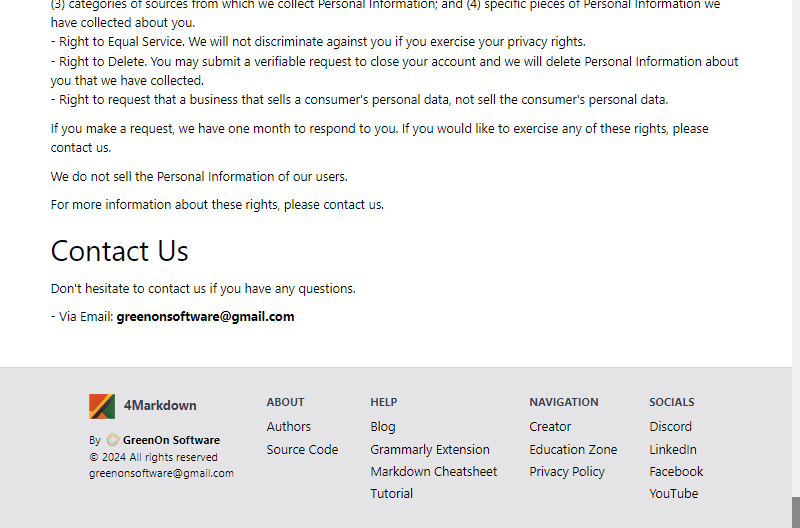 (3) categories of sources from which we collect Personal Information; and (4) specific pieces of Personal Information we
have collected about you.
- Right to Equal Service. We will not discriminate against you if you exercise your privacy rights.
- Right to Delete. You may submit a verifiable request to close your account and we will delete Personal Information about
you that we have collected.
- Right to request that a business that sells a consumer's personal data, not sell the consumer's personal data.
If you make a request, we have one month to respond to you. If you would like to exercise any of these rights, please
contact us.
We do not sell the Personal Information of our users.
For more information about these rights, please contact us.
Contact Us
Don't hesitate to contact us if you have any questions.
- Via Email: greenonsoftware@gmail.com
4Markdown
By GreenOn Software
© 2024 All rights reserved
greenonsoftware@gmail.com
ABOUT
Authors
Source Code
HELP
Blog
Grammarly Extension
Markdown Cheatsheet
Tutorial
NAVIGATION
Creator
Education Zone
Privacy Policy
SOCIALS
Discord
LinkedIn
Facebook
YouTube